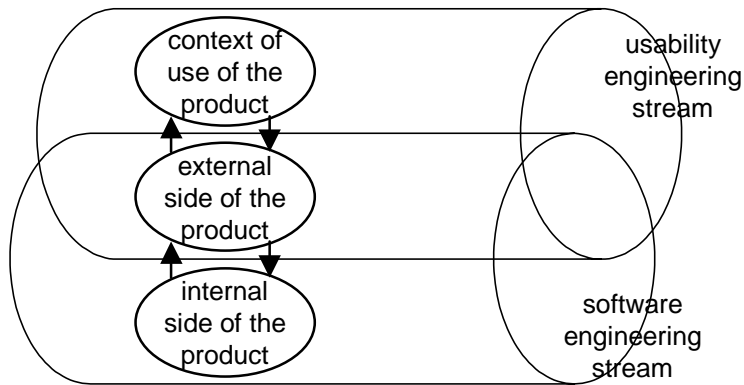 context of
use of the
product
usability
engineering
stream
external
side of the
product
internal
side of the
product
software
engineering
stream